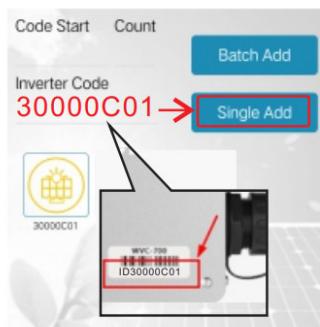 Code Start Count
Batch Add
Inverter Code
30000C01
Single Add
30000C01
WVC-700
ID30000C01